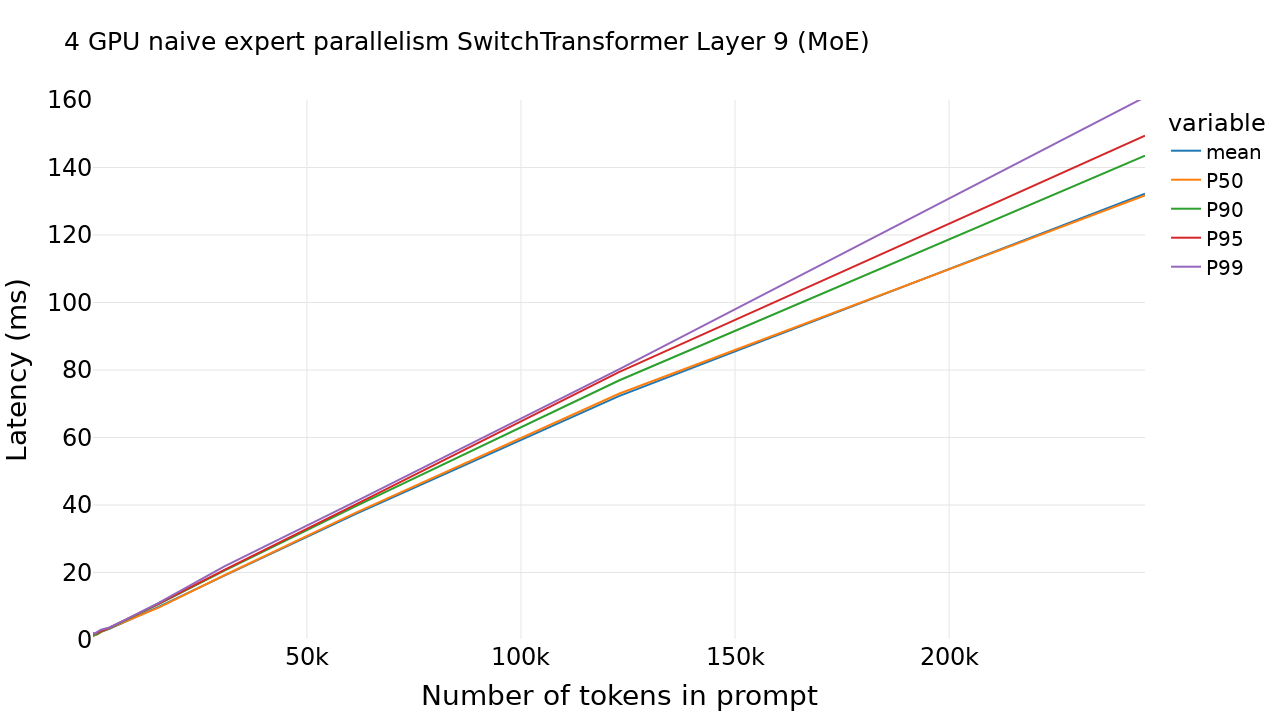 4 GPU naive expert parallelism SwitchTransformer Layer 9 (MoE)
160
140
120
100
80
60
40
20
0
Latency (ms)
50k
100k
150k
200k
Number of tokens in prompt
variable
mean
P50
P90
P95
P99